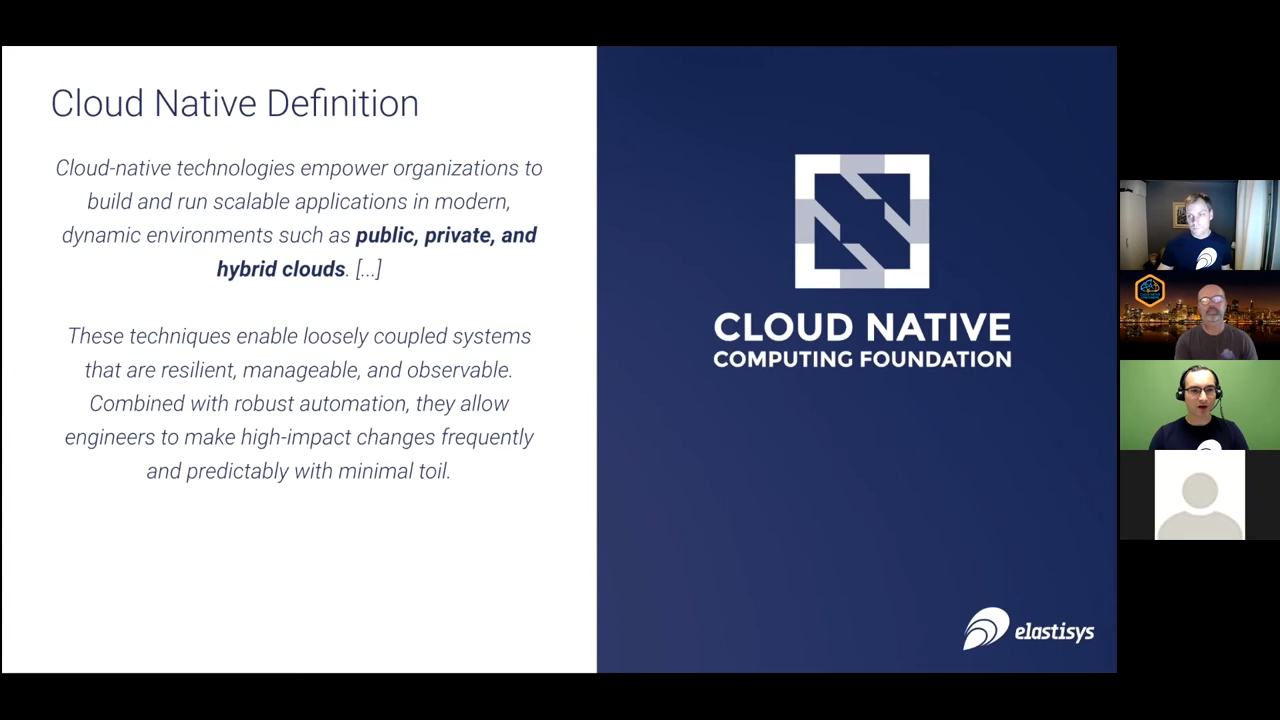 Cloud Native Definition
Cloud-native technologies empower organizations to
build and run scalable applications in modern,
dynamic environments such as public, private, and
hybrid clouds. [...]
These techniques enable loosely coupled systems
that are resilient, manageable, and observable.
Combined with robust automation, they allow
engineers to make high-impact changes frequently
and predictably with minimal toil.
CLOUD NATIVE
COMPUTING FOUNDATION
elastisys